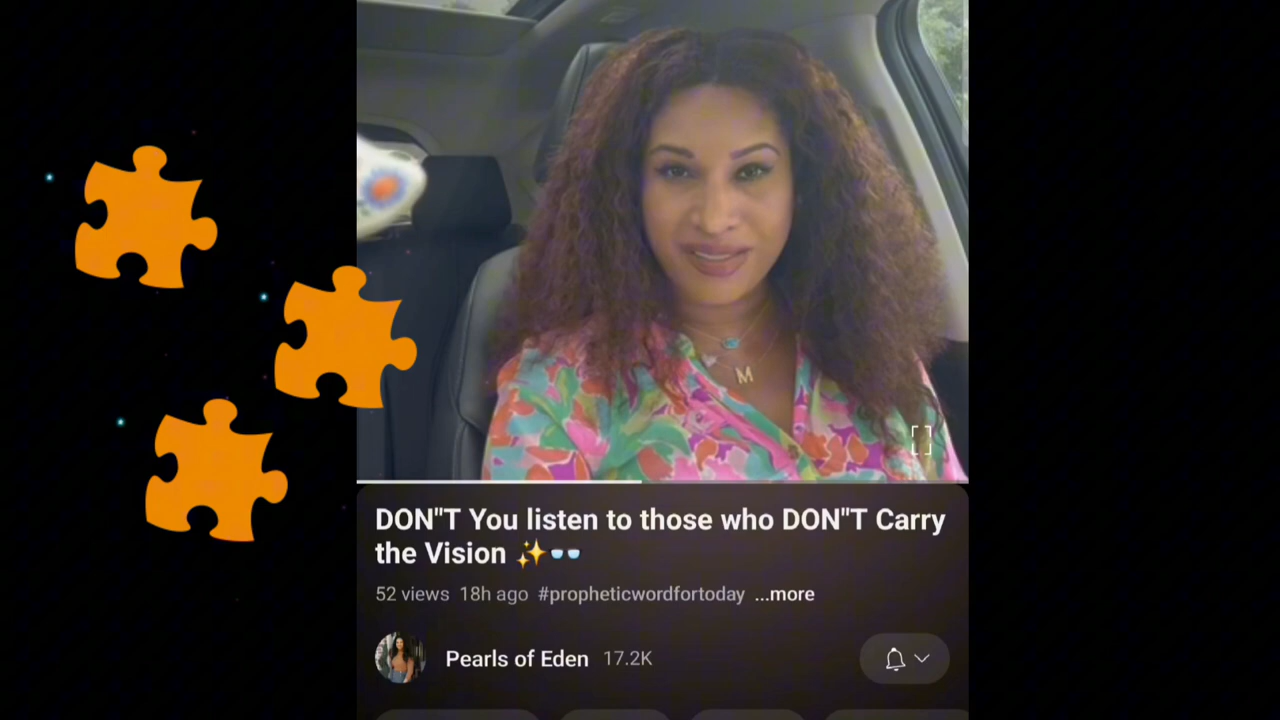 M
DON"T You listen to those who DON"T Carry
the Vision ✨👓
52 views 18h ago #propheticwordfortoday ...more
Pearls of Eden 17.2K